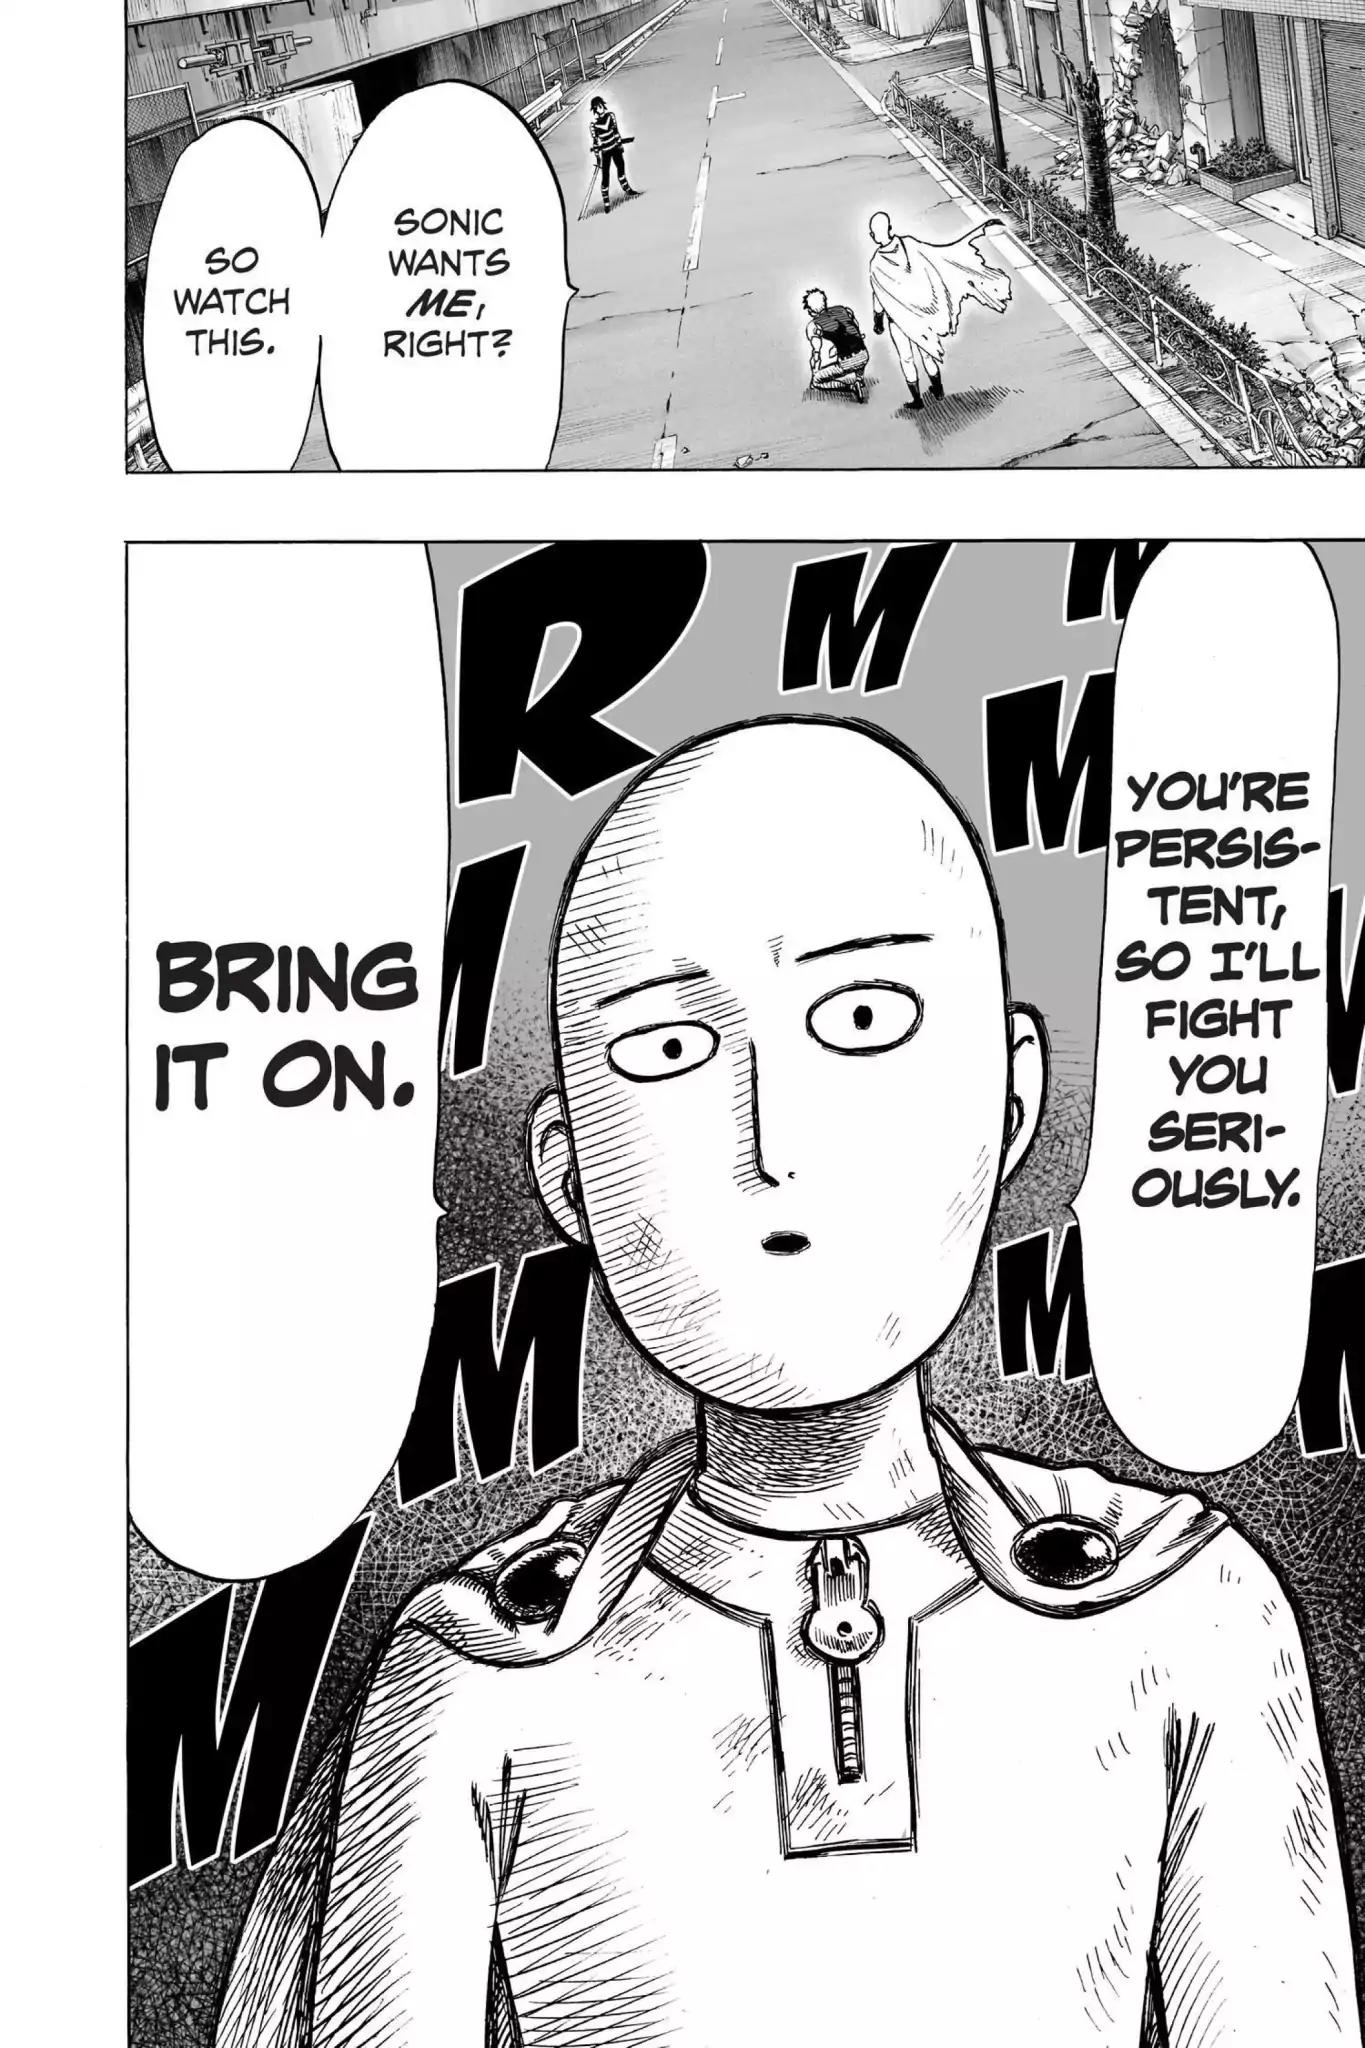 SONIC
WANTS
ME,
RIGHT?
SO
WATCH
THIS.
YOU'RE
PERSIS-
TENT,
SO I'LL
FIGHT
YOU
SERI-
OUSLY.
BRING
IT ON.
R
M
M
M
M
M
M